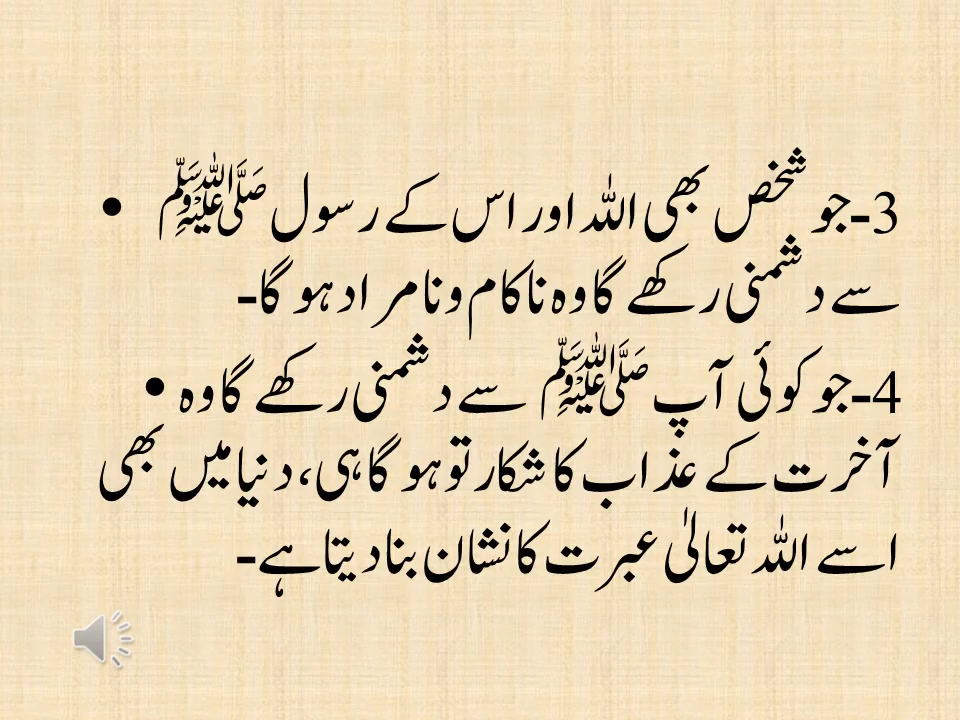 • 3-جو شخص بھی اللہ اور اس کے رسول ﷺ
سے دشمنی رکھے گا وہ ناکام و نامراد ہو گا-
• 4-جو کوئی آپ ﷺ سے دشمنی رکھے گا وہ
آخرت کے عذاب کا شکار تو ہو گا ہی، دنیا میں بھی
اسے اللہ تعالیٰ عبرت کا نشان بنا دیتا ہے-